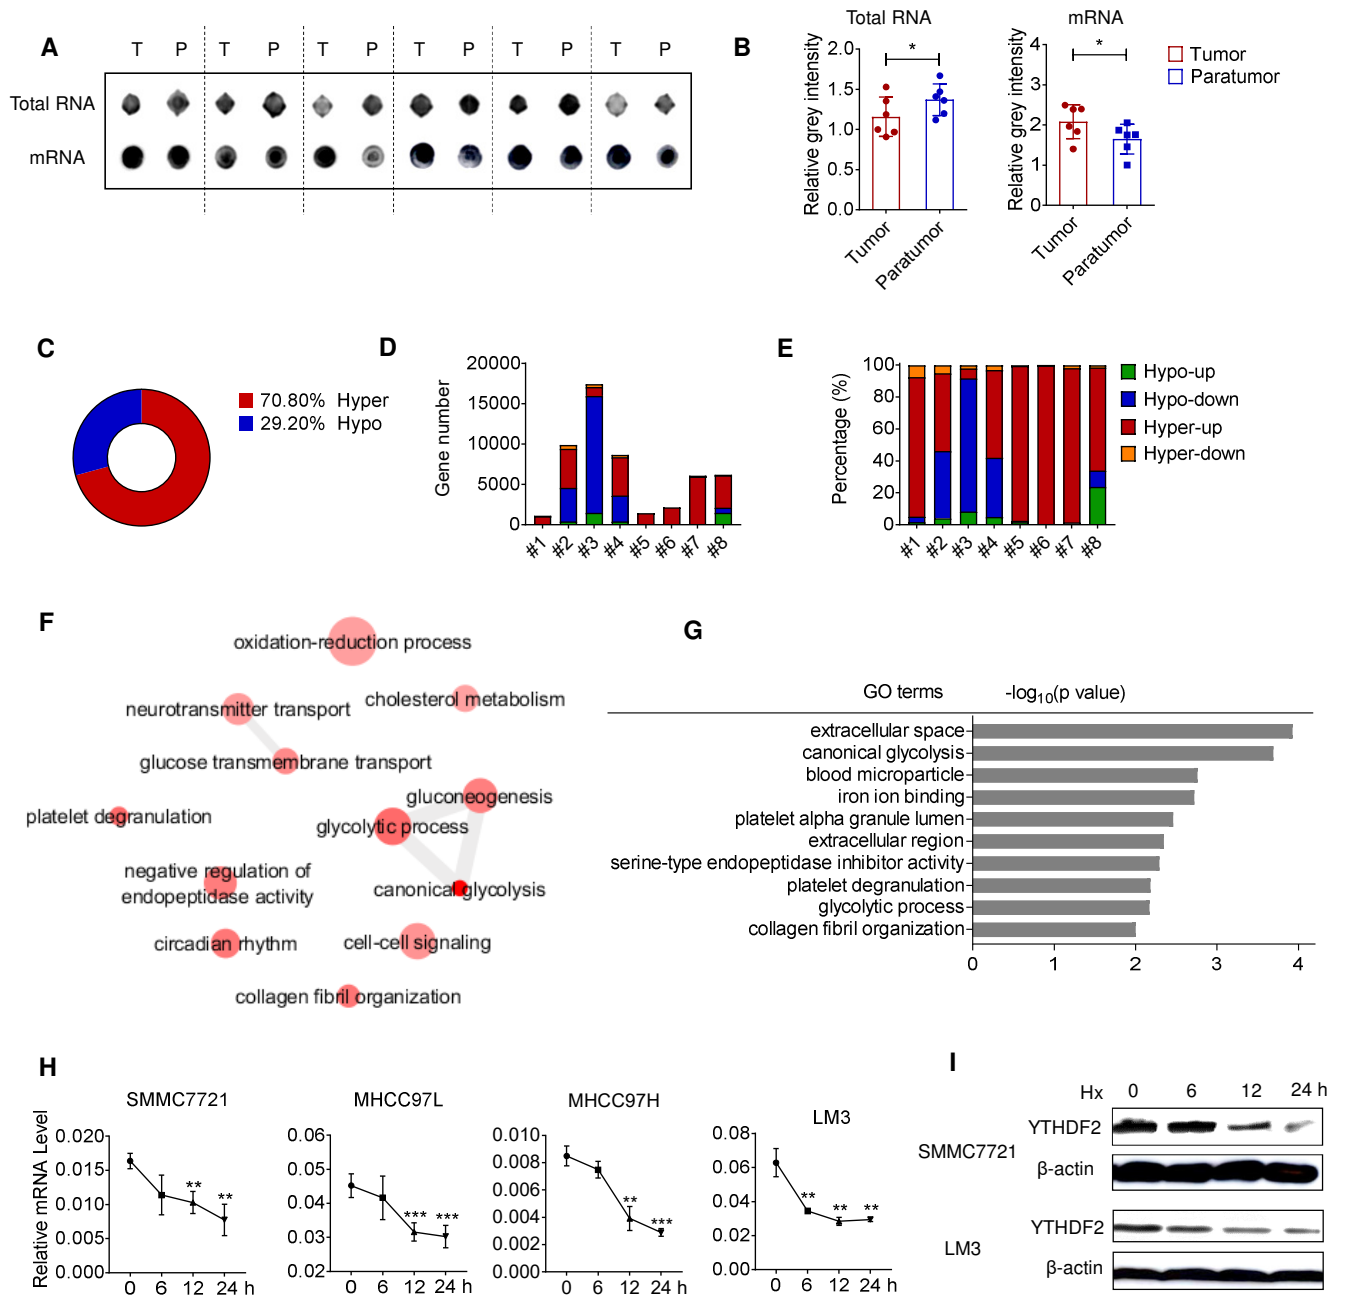 A
T P T P T P T P T P T P
Total RNA
mRNA
B
Total RNA
Relative grey intensity
2.0
1.5
1.0
0.5
0.0
*
Tumor
Paratumor
mRNA
Relative grey intensity
4
3
2
1
0
*
Tumor
Paratumor
Tumor
Paratumor
C
70.80% Hyper
29.20% Hypo
D
Gene number
20000
15000
10000
5000
0
#1 #2 #3 #4 #5 #6 #7 #8
E
Percentage (%)
100
80
60
40
20
0
#1 #2 #3 #4 #5 #6 #7 #8
Hypo-up
Hypo-down
Hyper-up
Hyper-down
F
oxidation-reduction process
cholesterol metabolism
neurotransmitter transport
glucose transmembrane transport
gluconeogenesis
platelet degranulation
glycolytic process
negative regulation of
endopeptidase activity
canonical glycolysis
circadian rhythm
cell-cell signaling
collagen fibril organization
G
GO terms -log10(p value)
extracellular space
canonical glycolysis
blood microparticle
iron ion binding
platelet alpha granule lumen
extracellular region
serine-type endopeptidase inhibitor activity
platelet degranulation
glycolytic process
collagen fibril organization
0 1 2 3 4
H
Relative mRNA Level
SMMC7721
0.020
0.015
0.010
0.005
0.000
** **
0 6 12 24 h
MHCC97L
0.06
0.05
0.04
0.03
0.02
*** ***
0 6 12 24 h
MHCC97H
0.010
0.008
0.006
0.004
0.002
0.000
** ***
0 6 12 24 h
LM3
0.08
0.06
0.04
0.02
0.00
** ** **
0 6 12 24 h
I
Hx 0 6 12 24 h
SMMC7721
YTHDF2
β-actin
LM3
YTHDF2
β-actin